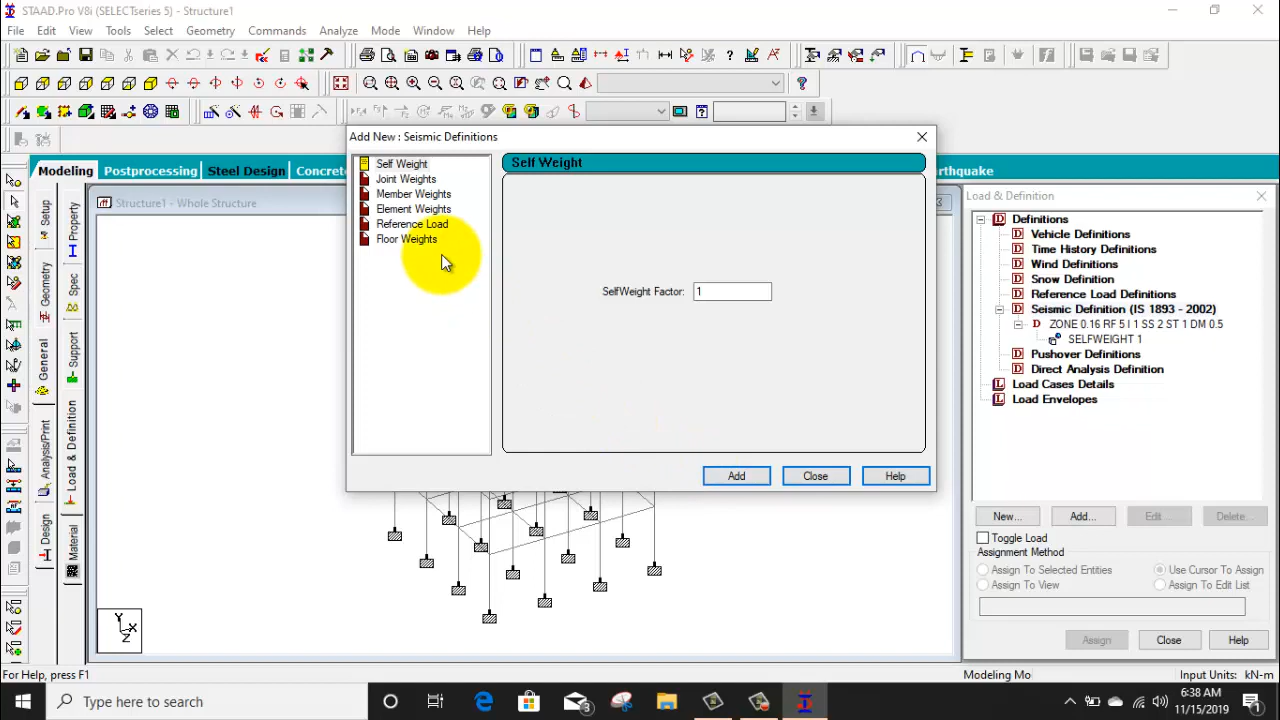 STAAD.Pro V8i (SELECTseries 5) - Structure1
File Edit View Tools Select Geometry Commands Analyze Mode Window Help
Modeling Postprocessing Steel Design Concrete arthquake
Structure1 - Whole Structure
Add New : Seismic Definitions
Self Weight
Joint Weights
Member Weights
Element Weights
Reference Load
Floor Weights
Self Weight
SelfWeight Factor: 1
Add Close Help
Load & Definition
Definitions
Vehicle Definitions
Time History Definitions
Wind Definitions
Snow Definition
Reference Load Definitions
Seismic Definition (IS 1893 - 2002)
ZONE 0.16 RF 5 I 1 SS 2 ST 1 DM 0.5
SELFWEIGHT 1
Pushover Definitions
Direct Analysis Definition
Load Cases Details
Load Envelopes
New... Add... Edit... Delete...
Toggle Load
Assignment Method
Assign To Selected Entities Use Cursor To Assign
Assign To View Assign To Edit List
Assign Close Help
Setup
Geometry
General
Analysis/Print
Design
Property
Spec
Support
Load & Definition
Material
Y
X
Z
For Help, press F1
Modeling Mo
Input Units: kN-m
Type here to search
3
6:38 AM
11/15/2019
1